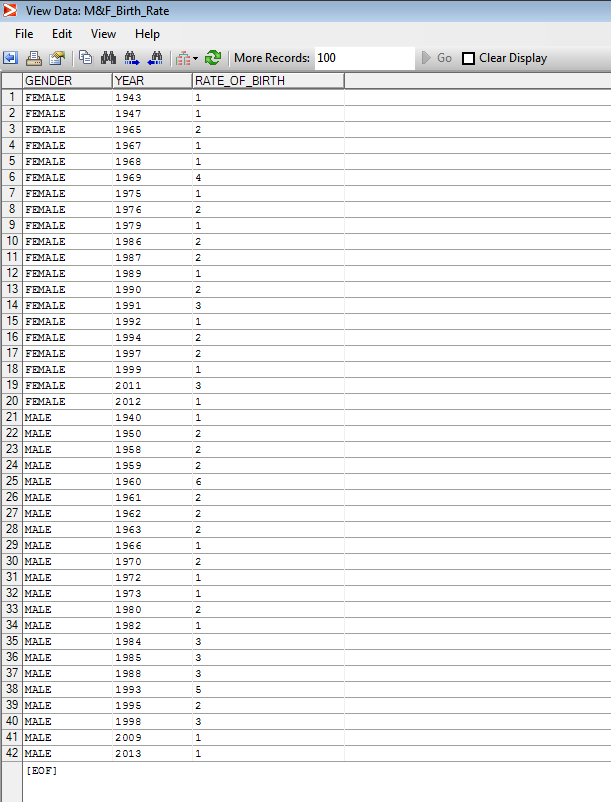 View Data: M&F_Birth_Rate
File Edit View Help
More Records: 100 Go Clear Display
GENDER YEAR RATE_OF_BIRTH
1 FEMALE 1943 1
2 FEMALE 1947 1
3 FEMALE 1965 2
4 FEMALE 1967 1
5 FEMALE 1968 1
6 FEMALE 1969 4
7 FEMALE 1975 1
8 FEMALE 1976 2
9 FEMALE 1979 1
10 FEMALE 1986 2
11 FEMALE 1987 2
12 FEMALE 1989 1
13 FEMALE 1990 2
14 FEMALE 1991 3
15 FEMALE 1992 1
16 FEMALE 1994 2
17 FEMALE 1997 2
18 FEMALE 1999 1
19 FEMALE 2011 3
20 FEMALE 2012 1
21 MALE 1940 1
22 MALE 1950 2
23 MALE 1958 2
24 MALE 1959 2
25 MALE 1960 6
26 MALE 1961 2
27 MALE 1962 2
28 MALE 1963 2
29 MALE 1966 1
30 MALE 1970 2
31 MALE 1972 1
32 MALE 1973 1
33 MALE 1980 2
34 MALE 1982 1
35 MALE 1984 3
36 MALE 1985 3
37 MALE 1988 3
38 MALE 1993 5
39 MALE 1995 2
40 MALE 1998 3
41 MALE 2009 1
42 MALE 2013 1
[EOF]